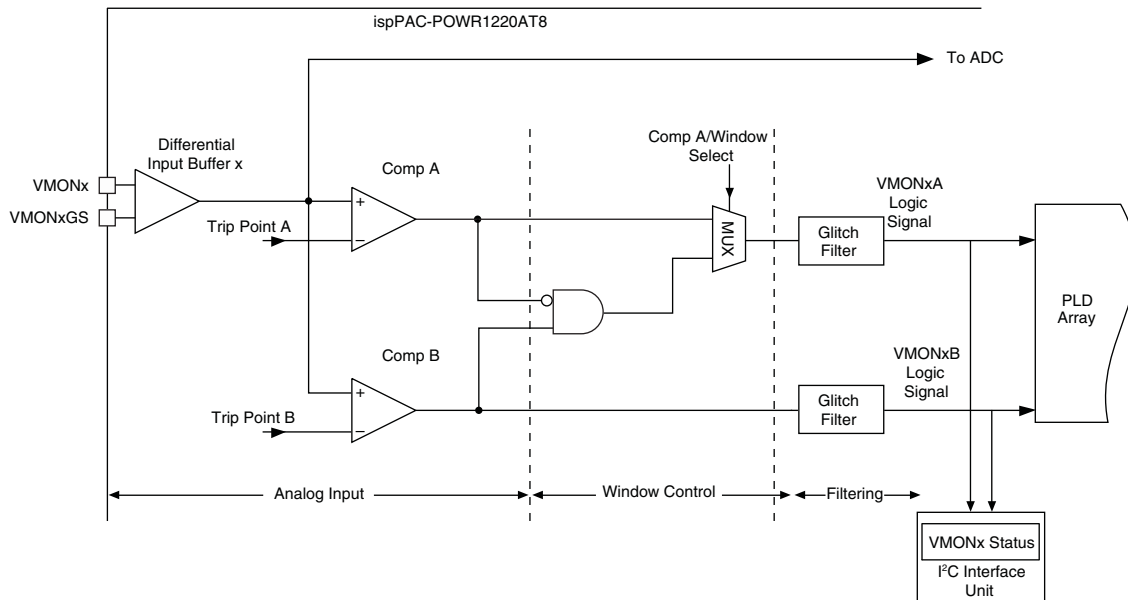 ispPAC-POWR1220AT8
To ADC
Differential
Input Buffer x
Comp A/Window
Select
Comp A
VMONx
VMONxGS
VMONxA
Logic
Signal
+
–
Trip Point A
MUX
Glitch
Filter
PLD
Array
Comp B
VMONxB
Logic
Signal
+
–
Trip Point B
Glitch
Filter
Analog Input
Window Control
Filtering
VMONx Status
I²C Interface
Unit